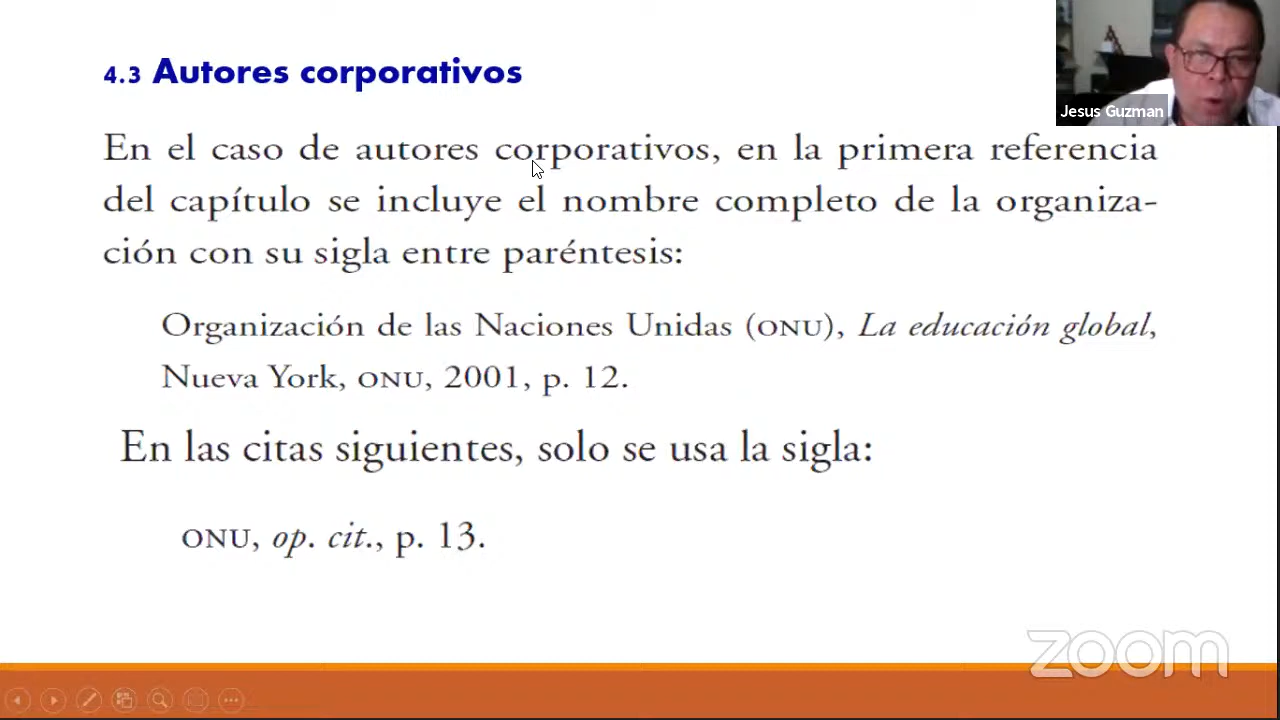 4.3 Autores corporativos
Jesus Guzman
En el caso de autores corporativos, en la primera referencia
del capítulo se incluye el nombre completo de la organiza-
ción con su sigla entre paréntesis:
Organización de las Naciones Unidas (ONU), La educación global,
Nueva York, ONU, 2001, p. 12.
En las citas siguientes, solo se usa la sigla:
ONU, op. cit., p. 13.
zoom